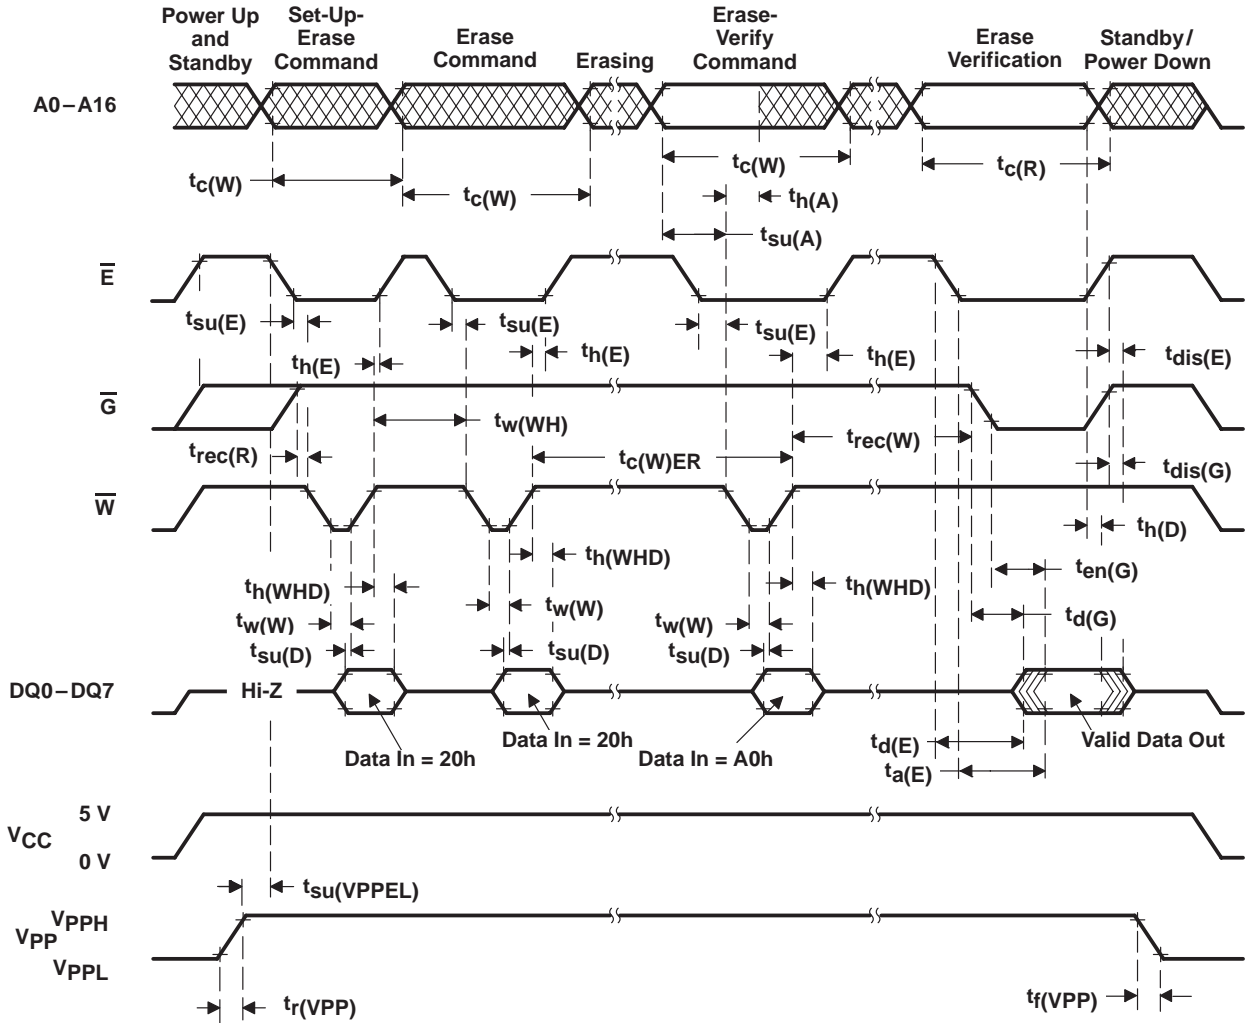 Power Up
and
Standby
Set-Up-
Erase
Command
Erase
Command
Erasing
Erase-
Verify
Command
Erase
Verification
Standby/
Power Down
A0–A16
tc(W)
tc(W)
tc(W)
tc(R)
th(A)
tsu(A)
E
tsu(E)
tsu(E)
tsu(E)
th(E)
th(E)
th(E)
tdis(E)
G
tw(WH)
trec(R)
trec(W)
tc(W)ER
tdis(G)
W
th(D)
th(WHD)
th(WHD)
th(WHD)
ten(G)
tw(W)
tw(W)
tw(W)
td(G)
tsu(D)
tsu(D)
tsu(D)
DQ0–DQ7
Hi-Z
Data In = 20h
Data In = 20h
Data In = A0h
Valid Data Out
td(E)
ta(E)
5 V
VCC
0 V
tsu(VPPEL)
VPPH
VPP
VPPL
tr(VPP)
tf(VPP)